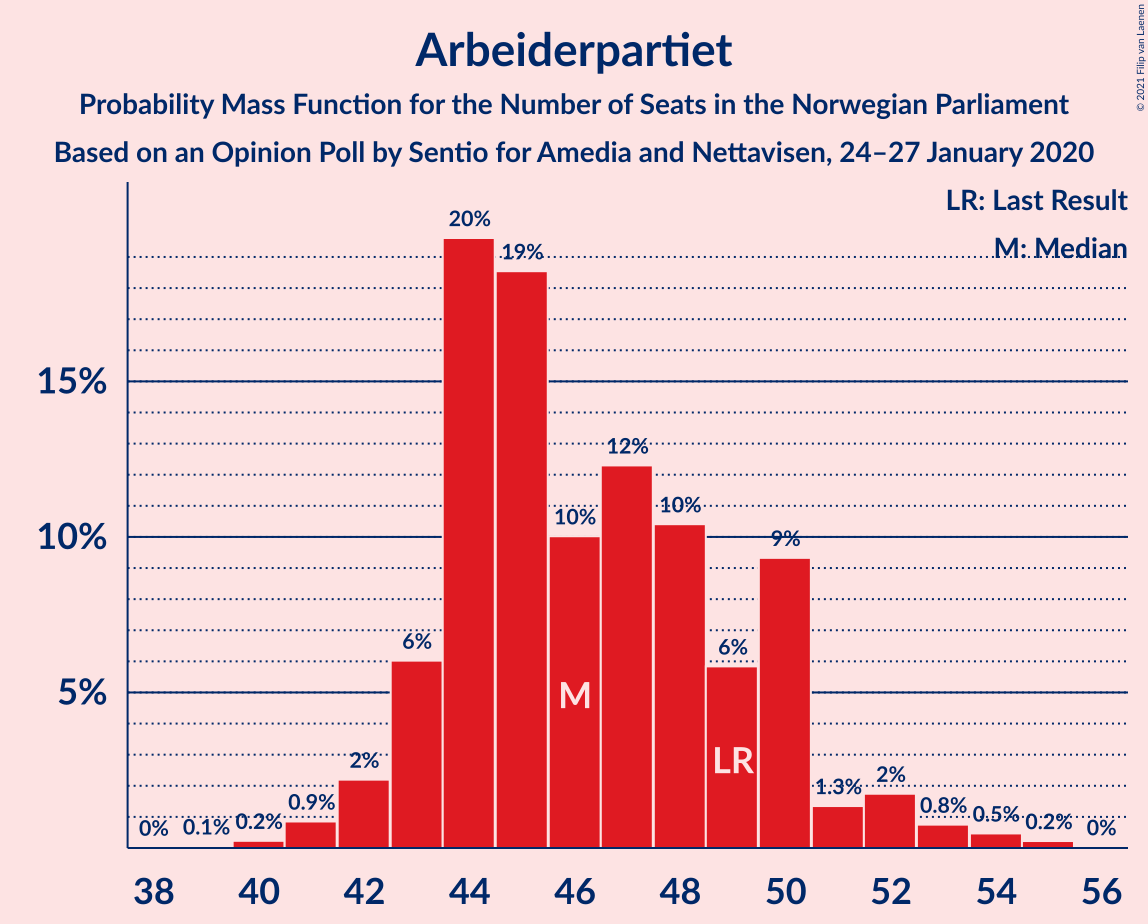 Arbeiderpartiet
Probability Mass Function for the Number of Seats in the Norwegian Parliament
Based on an Opinion Poll by Sentio for Amedia and Nettavisen, 24–27 January 2020
© 2021 Filip van Laenen
LR: Last Result
M: Median
15%
10%
5%
0%
0.1%
0.2%
0.9%
2%
6%
20%
19%
10%
12%
10%
6%
9%
1.3%
2%
0.8%
0.5%
0.2%
0%
M
LR
38 40 42 44 46 48 50 52 54 56